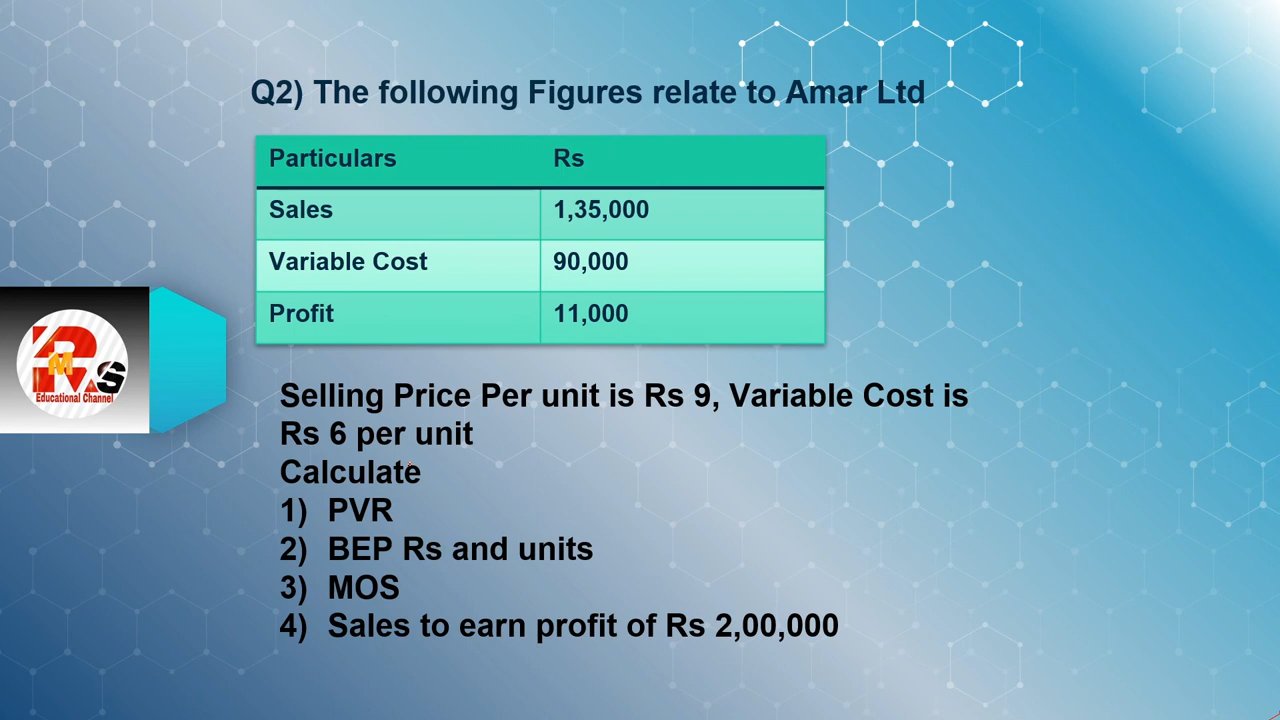 Q2) The following Figures relate to Amar Ltd
Particulars Rs
Sales 1,35,000
Variable Cost 90,000
Profit 11,000
RMS
Educational Channel
Selling Price Per unit is Rs 9, Variable Cost is
Rs 6 per unit
Calculate
1) PVR
2) BEP Rs and units
3) MOS
4) Sales to earn profit of Rs 2,00,000